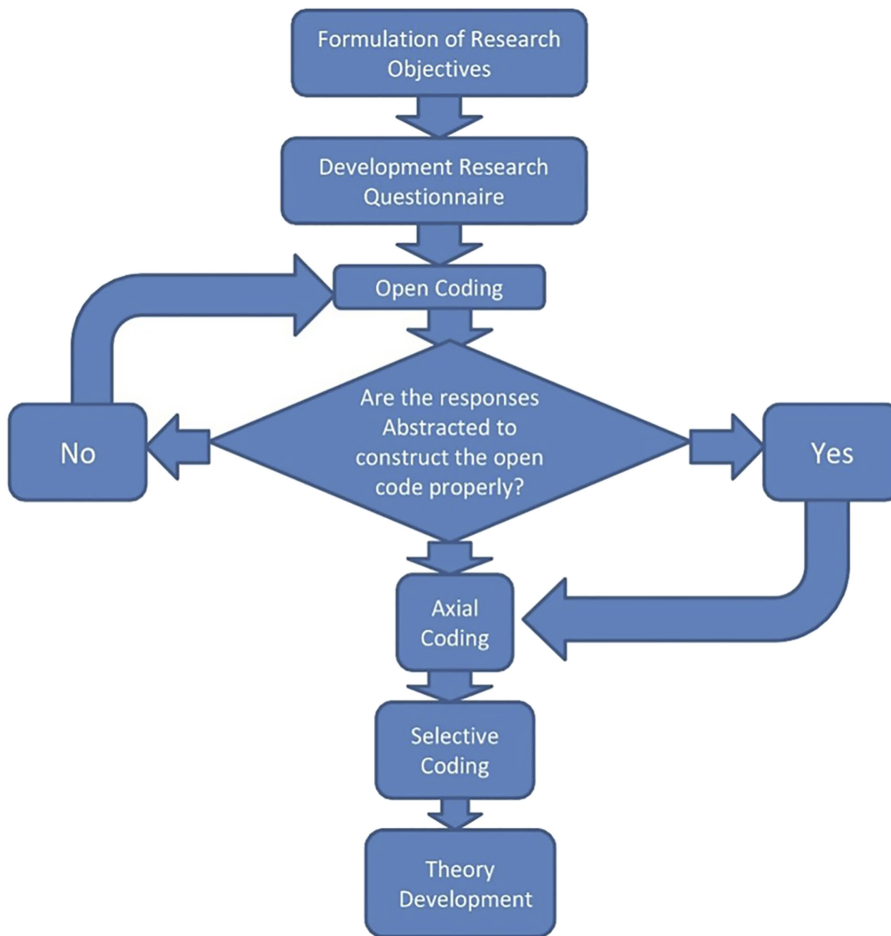 Formulation of Research
Objectives
Development Research
Questionnaire
Open Coding
Are the responses
Abstracted to
construct the open
code properly?
No
Yes
Axial
Coding
Selective
Coding
Theory
Development